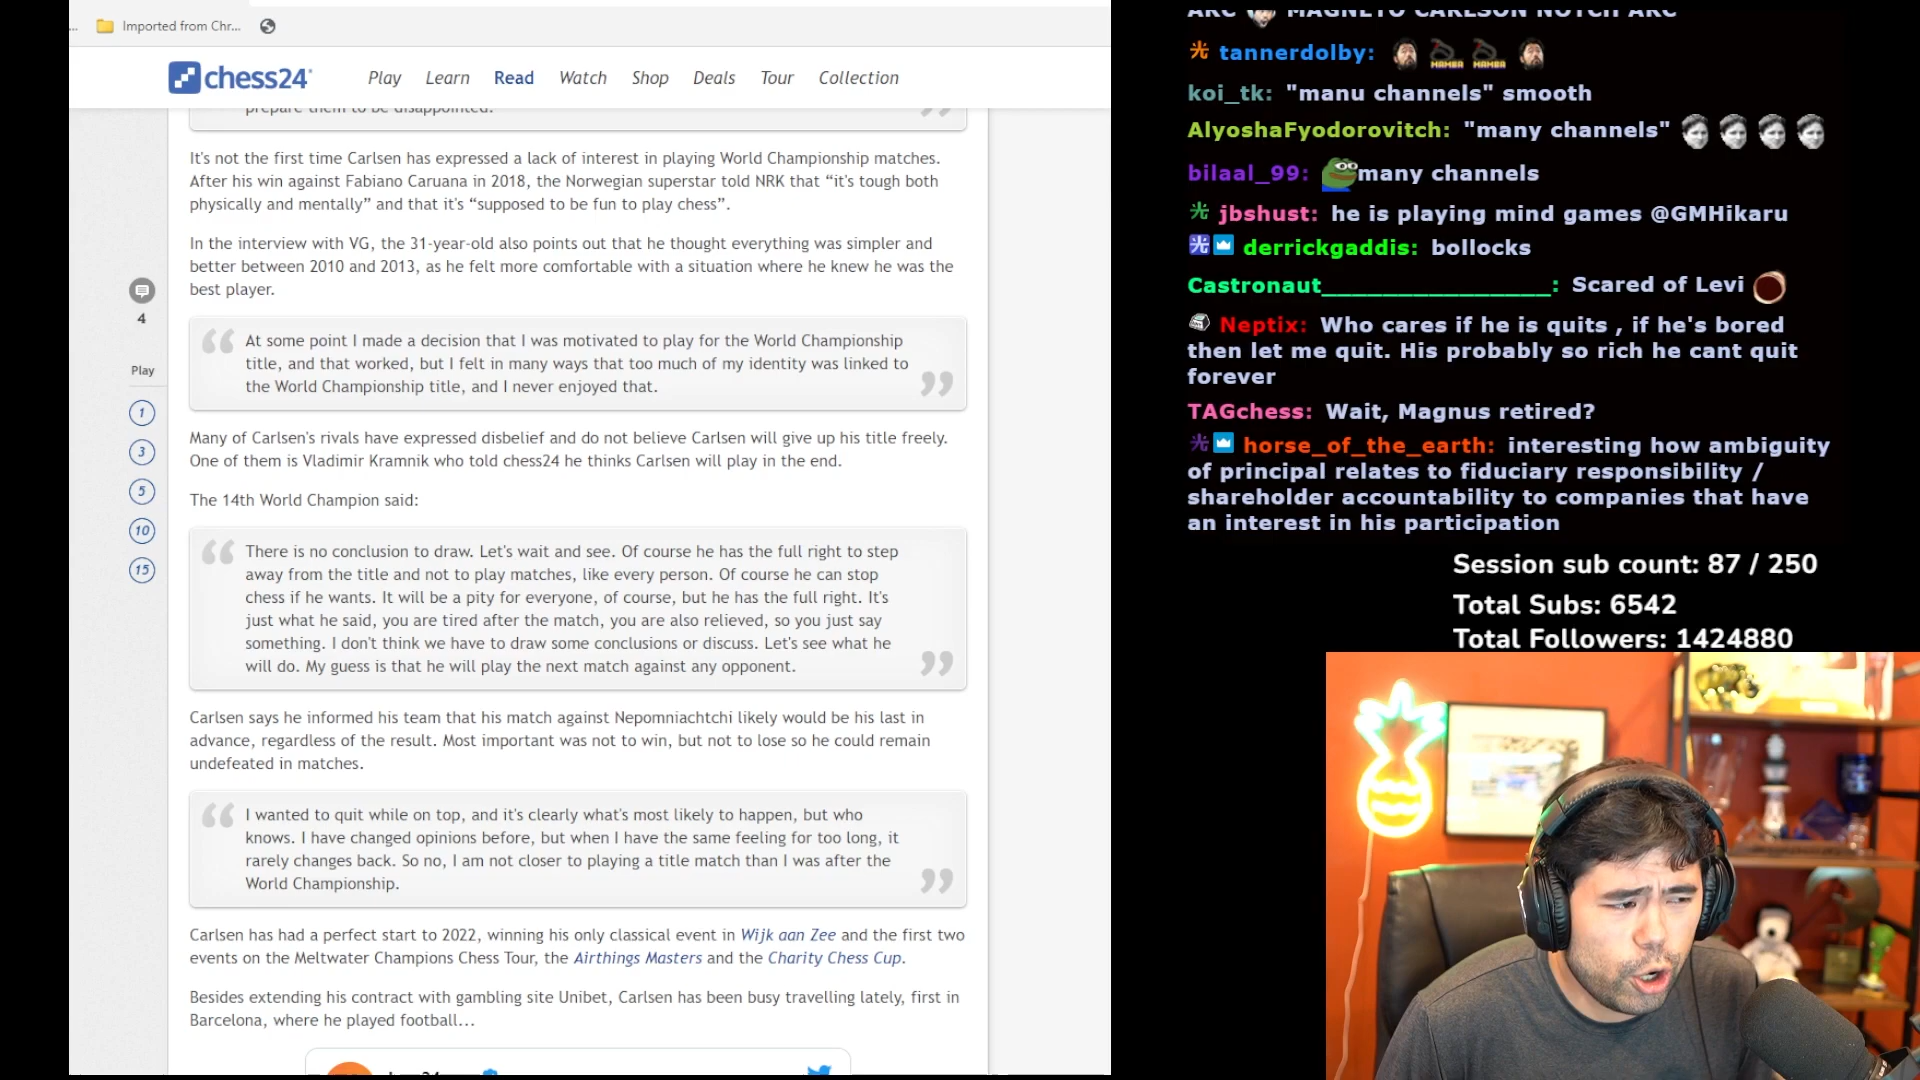 ...
Imported from Chr...
chess24
Play Learn Read Watch Shop Deals Tour Collection
prepare them to be disappointed.
It's not the first time Carlsen has expressed a lack of interest in playing World Championship matches.
After his win against Fabiano Caruana in 2018, the Norwegian superstar told NRK that “it's tough both
physically and mentally” and that it's “supposed to be fun to play chess”.
In the interview with VG, the 31-year-old also points out that he thought everything was simpler and
better between 2010 and 2013, as he felt more comfortable with a situation where he knew he was the
best player.
4
Play
1
3
5
10
15
At some point I made a decision that I was motivated to play for the World Championship
title, and that worked, but I felt in many ways that too much of my identity was linked to
the World Championship title, and I never enjoyed that.
Many of Carlsen's rivals have expressed disbelief and do not believe Carlsen will give up his title freely.
One of them is Vladimir Kramnik who told chess24 he thinks Carlsen will play in the end.
The 14th World Champion said:
There is no conclusion to draw. Let's wait and see. Of course he has the full right to step
away from the title and not to play matches, like every person. Of course he can stop
chess if he wants. It will be a pity for everyone, of course, but he has the full right. It's
just what he said, you are tired after the match, you are also relieved, so you just say
something. I don't think we have to draw some conclusions or discuss. Let's see what he
will do. My guess is that he will play the next match against any opponent.
Carlsen says he informed his team that his match against Nepomniachtchi likely would be his last in
advance, regardless of the result. Most important was not to win, but not to lose so he could remain
undefeated in matches.
I wanted to quit while on top, and it's clearly what's most likely to happen, but who
knows. I have changed opinions before, but when I have the same feeling for too long, it
rarely changes back. So no, I am not closer to playing a title match than I was after the
World Championship.
Carlsen has had a perfect start to 2022, winning his only classical event in Wijk aan Zee and the first two
events on the Meltwater Champions Chess Tour, the Airthings Masters and the Charity Chess Cup.
Besides extending his contract with gambling site Unibet, Carlsen has been busy travelling lately, first in
Barcelona, where he played football...
ARC MAGNETO CARLSON NOTCH ARC
tannerdolby: MAMBA MAMBA
koi_tk: "manu channels" smooth
AlyoshaFyodorovitch: "many channels"
bilaal_99: many channels
光 jbshust: he is playing mind games @GMHikaru
光 derrickgaddis: bollocks
Castronaut_______________: Scared of Levi
Neptix: Who cares if he is quits , if he's bored
then let me quit. His probably so rich he cant quit
forever
TAGchess: Wait, Magnus retired?
光 horse_of_the_earth: interesting how ambiguity
of principal relates to fiduciary responsibility /
shareholder accountability to companies that have
an interest in his participation
Session sub count: 87 / 250
Total Subs: 6542
Total Followers: 1424880